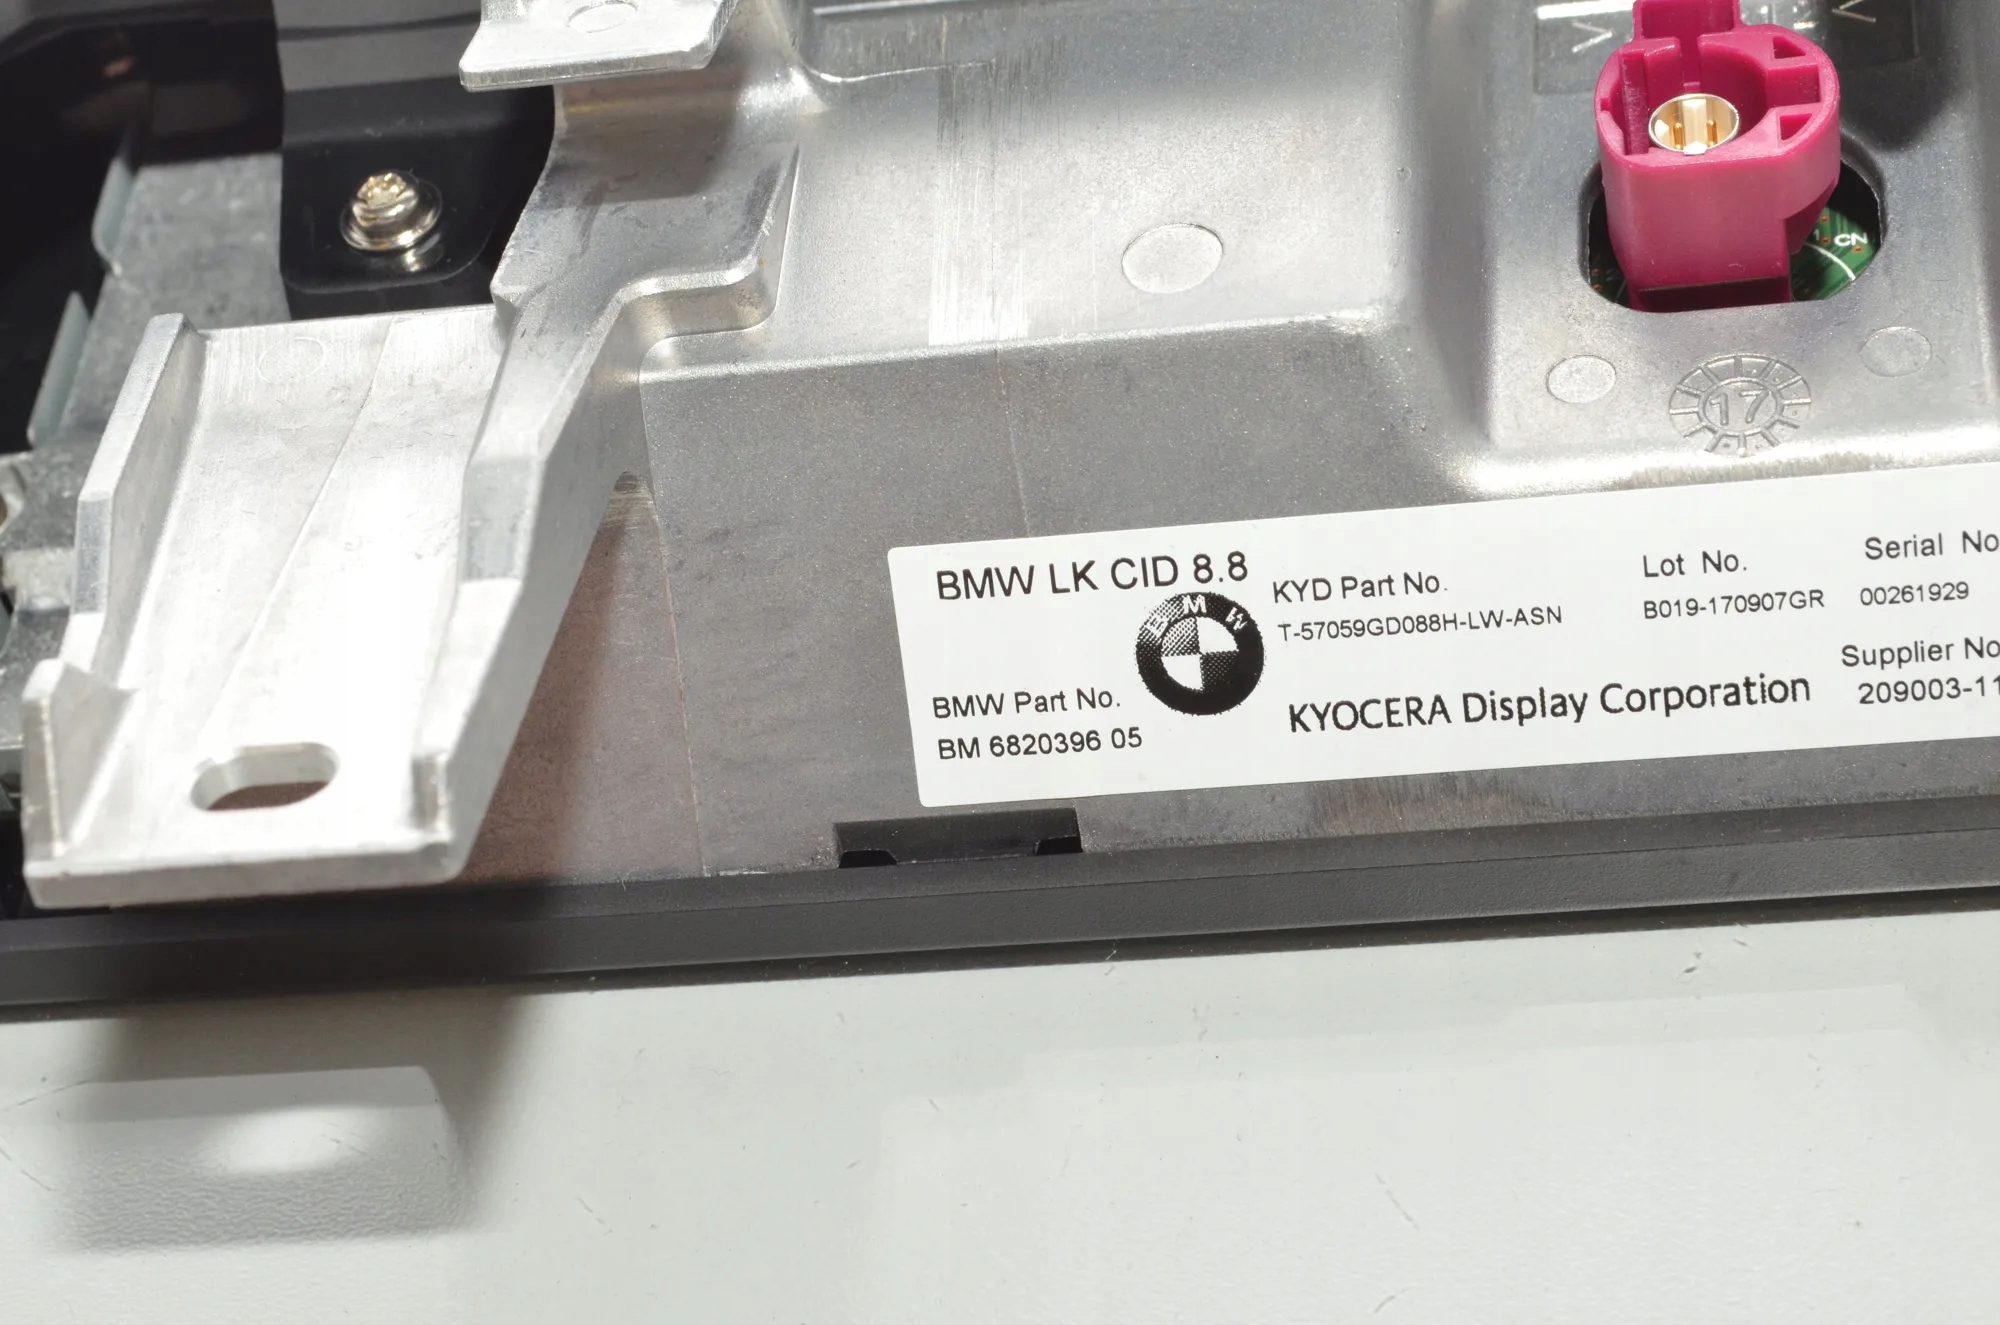 CN
17
BMW LK CID 8.8
BMW
BMW Part No.
BM 6820396 05
KYD Part No.
T-57059GD088H-LW-ASN
KYOCERA Display Corporation
Lot No.
B019-170907GR
Serial No
00261929
Supplier No
209003-11